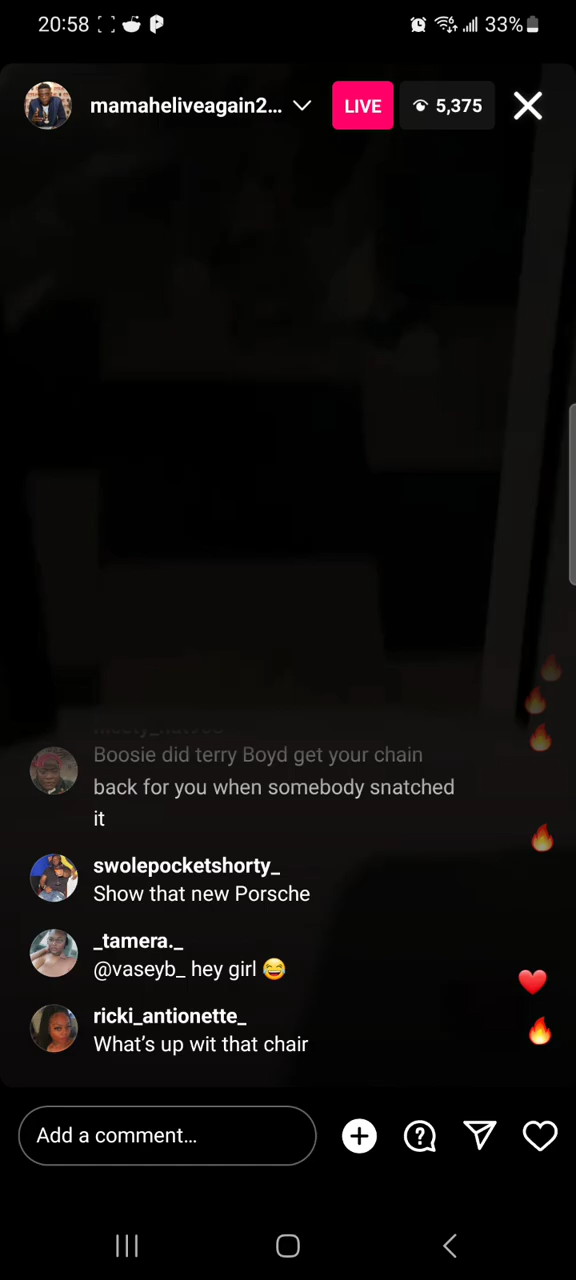 20:58
33%
mamaheliveagain2...
LIVE
5,375
Boosie did terry Boyd get your chain
back for you when somebody snatched
it
swolepocketshorty_
Show that new Porsche
_tamera._
@vaseyb_ hey girl 😂
ricki_antionette_
What's up wit that chair
Add a comment...